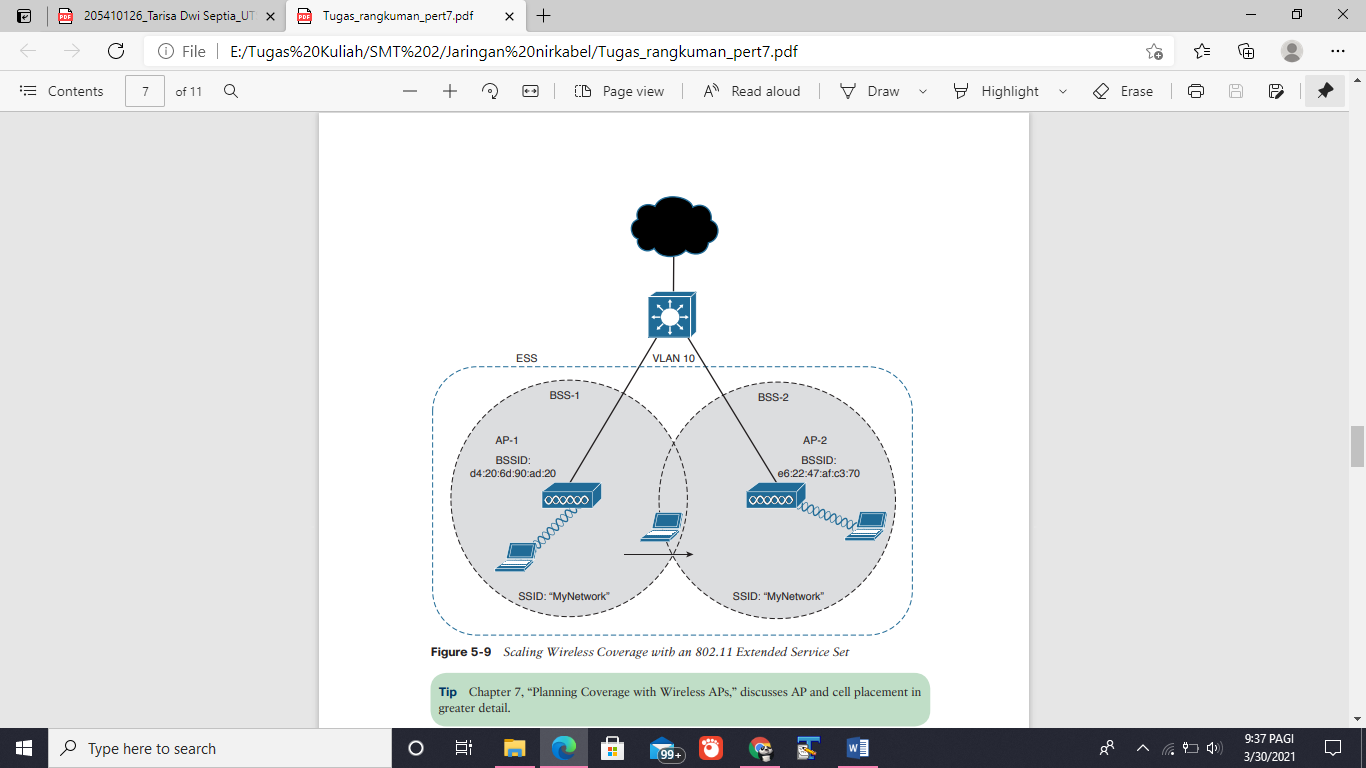 205410126_Tarisa Dwi Septia_UT
Tugas_rangkuman_pert7.pdf
File
E:/Tugas%20Kuliah/SMT%202/Jaringan%20nirkabel/Tugas_rangkuman_pert7.pdf
Contents
7
of 11
Page view
Read aloud
Draw
Highlight
Erase
ESS
VLAN 10
BSS-1
BSS-2
AP-1
BSSID:
d4:20:6d:90:ad:20
AP-2
BSSID:
e6:22:47:af:c3:70
SSID: “MyNetwork”
SSID: “MyNetwork”
Figure 5-9 Scaling Wireless Coverage with an 802.11 Extended Service Set
Tip Chapter 7, “Planning Coverage with Wireless APs,” discusses AP and cell placement in
greater detail.
Type here to search
99+
9:37 PAGI
3/30/2021